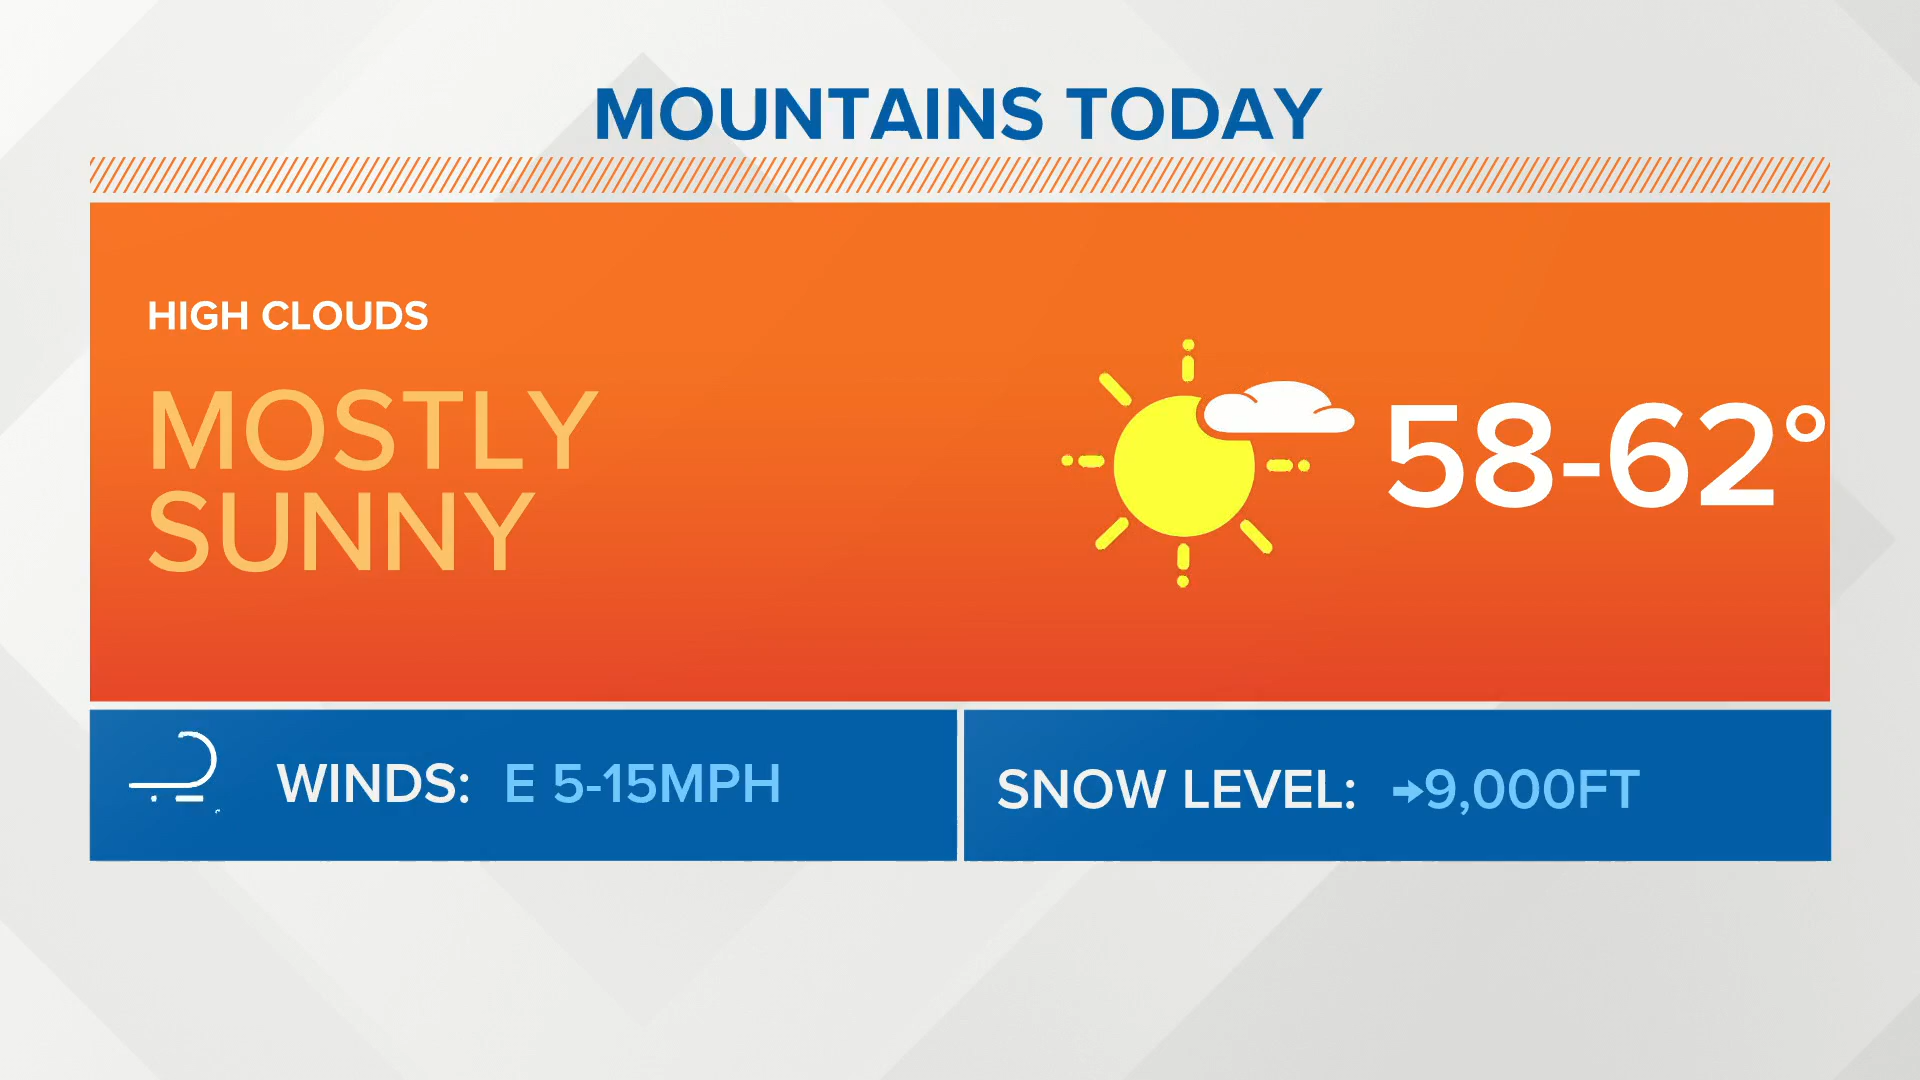 MOUNTAINS TODAY
HIGH CLOUDS
MOSTLY
SUNNY
58-62°
WINDS: E 5-15MPH
SNOW LEVEL: →9,000FT